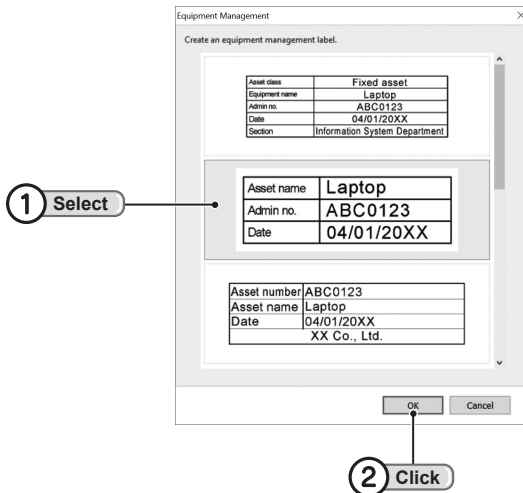 Equipment Management
Create an equipment management label.
Asset class Fixed asset
Equipment name Laptop
Admin no. ABC0123
Date 04/01/20XX
Section Information System Department
1 Select
Asset name Laptop
Admin no. ABC0123
Date 04/01/20XX
Asset number ABC0123
Asset name Laptop
Date 04/01/20XX
XX Co., Ltd.
OK Cancel
2 Click